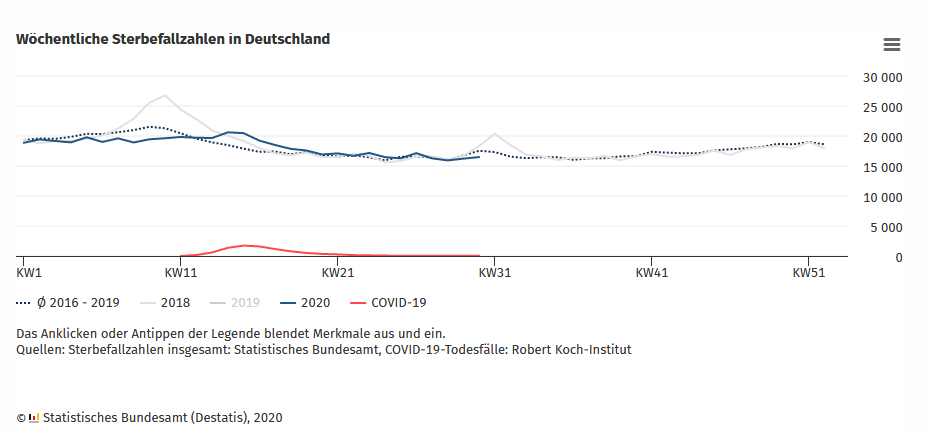 Wöchentliche Sterbefallzahlen in Deutschland
30 000
25 000
20 000
15 000
10 000
5 000
0
KW1 KW11 KW21 KW31 KW41 KW51
Ø 2016 - 2019 2018 2019 2020 COVID-19
Das Anklicken oder Antippen der Legende blendet Merkmale aus und ein.
Quellen: Sterbefallzahlen insgesamt: Statistisches Bundesamt, COVID-19-Todesfälle: Robert Koch-Institut
© Statistisches Bundesamt (Destatis), 2020